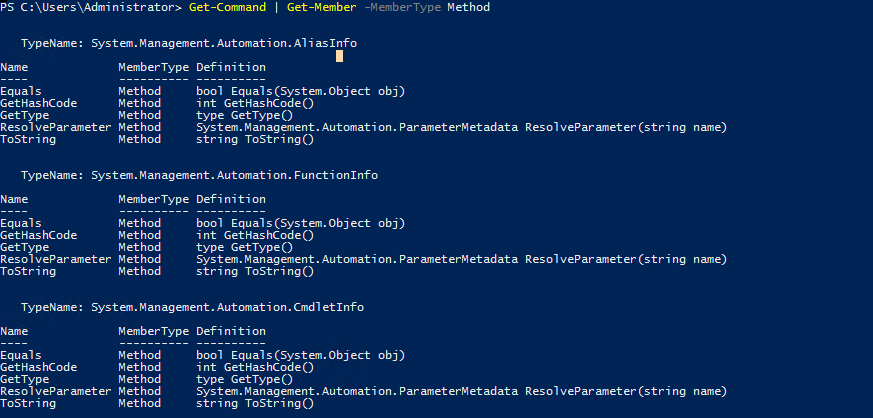 PS C:\Users\Administrator> Get-Command | Get-Member -MemberType Method
TypeName: System.Management.Automation.AliasInfo
Name MemberType Definition
---- ---------- ----------
Equals Method bool Equals(System.Object obj)
GetHashCode Method int GetHashCode()
GetType Method type GetType()
ResolveParameter Method System.Management.Automation.ParameterMetadata ResolveParameter(string name)
ToString Method string ToString()
TypeName: System.Management.Automation.FunctionInfo
Name MemberType Definition
---- ---------- ----------
Equals Method bool Equals(System.Object obj)
GetHashCode Method int GetHashCode()
GetType Method type GetType()
ResolveParameter Method System.Management.Automation.ParameterMetadata ResolveParameter(string name)
ToString Method string ToString()
TypeName: System.Management.Automation.CmdletInfo
Name MemberType Definition
---- ---------- ----------
Equals Method bool Equals(System.Object obj)
GetHashCode Method int GetHashCode()
GetType Method type GetType()
ResolveParameter Method System.Management.Automation.ParameterMetadata ResolveParameter(string name)
ToString Method string ToString()